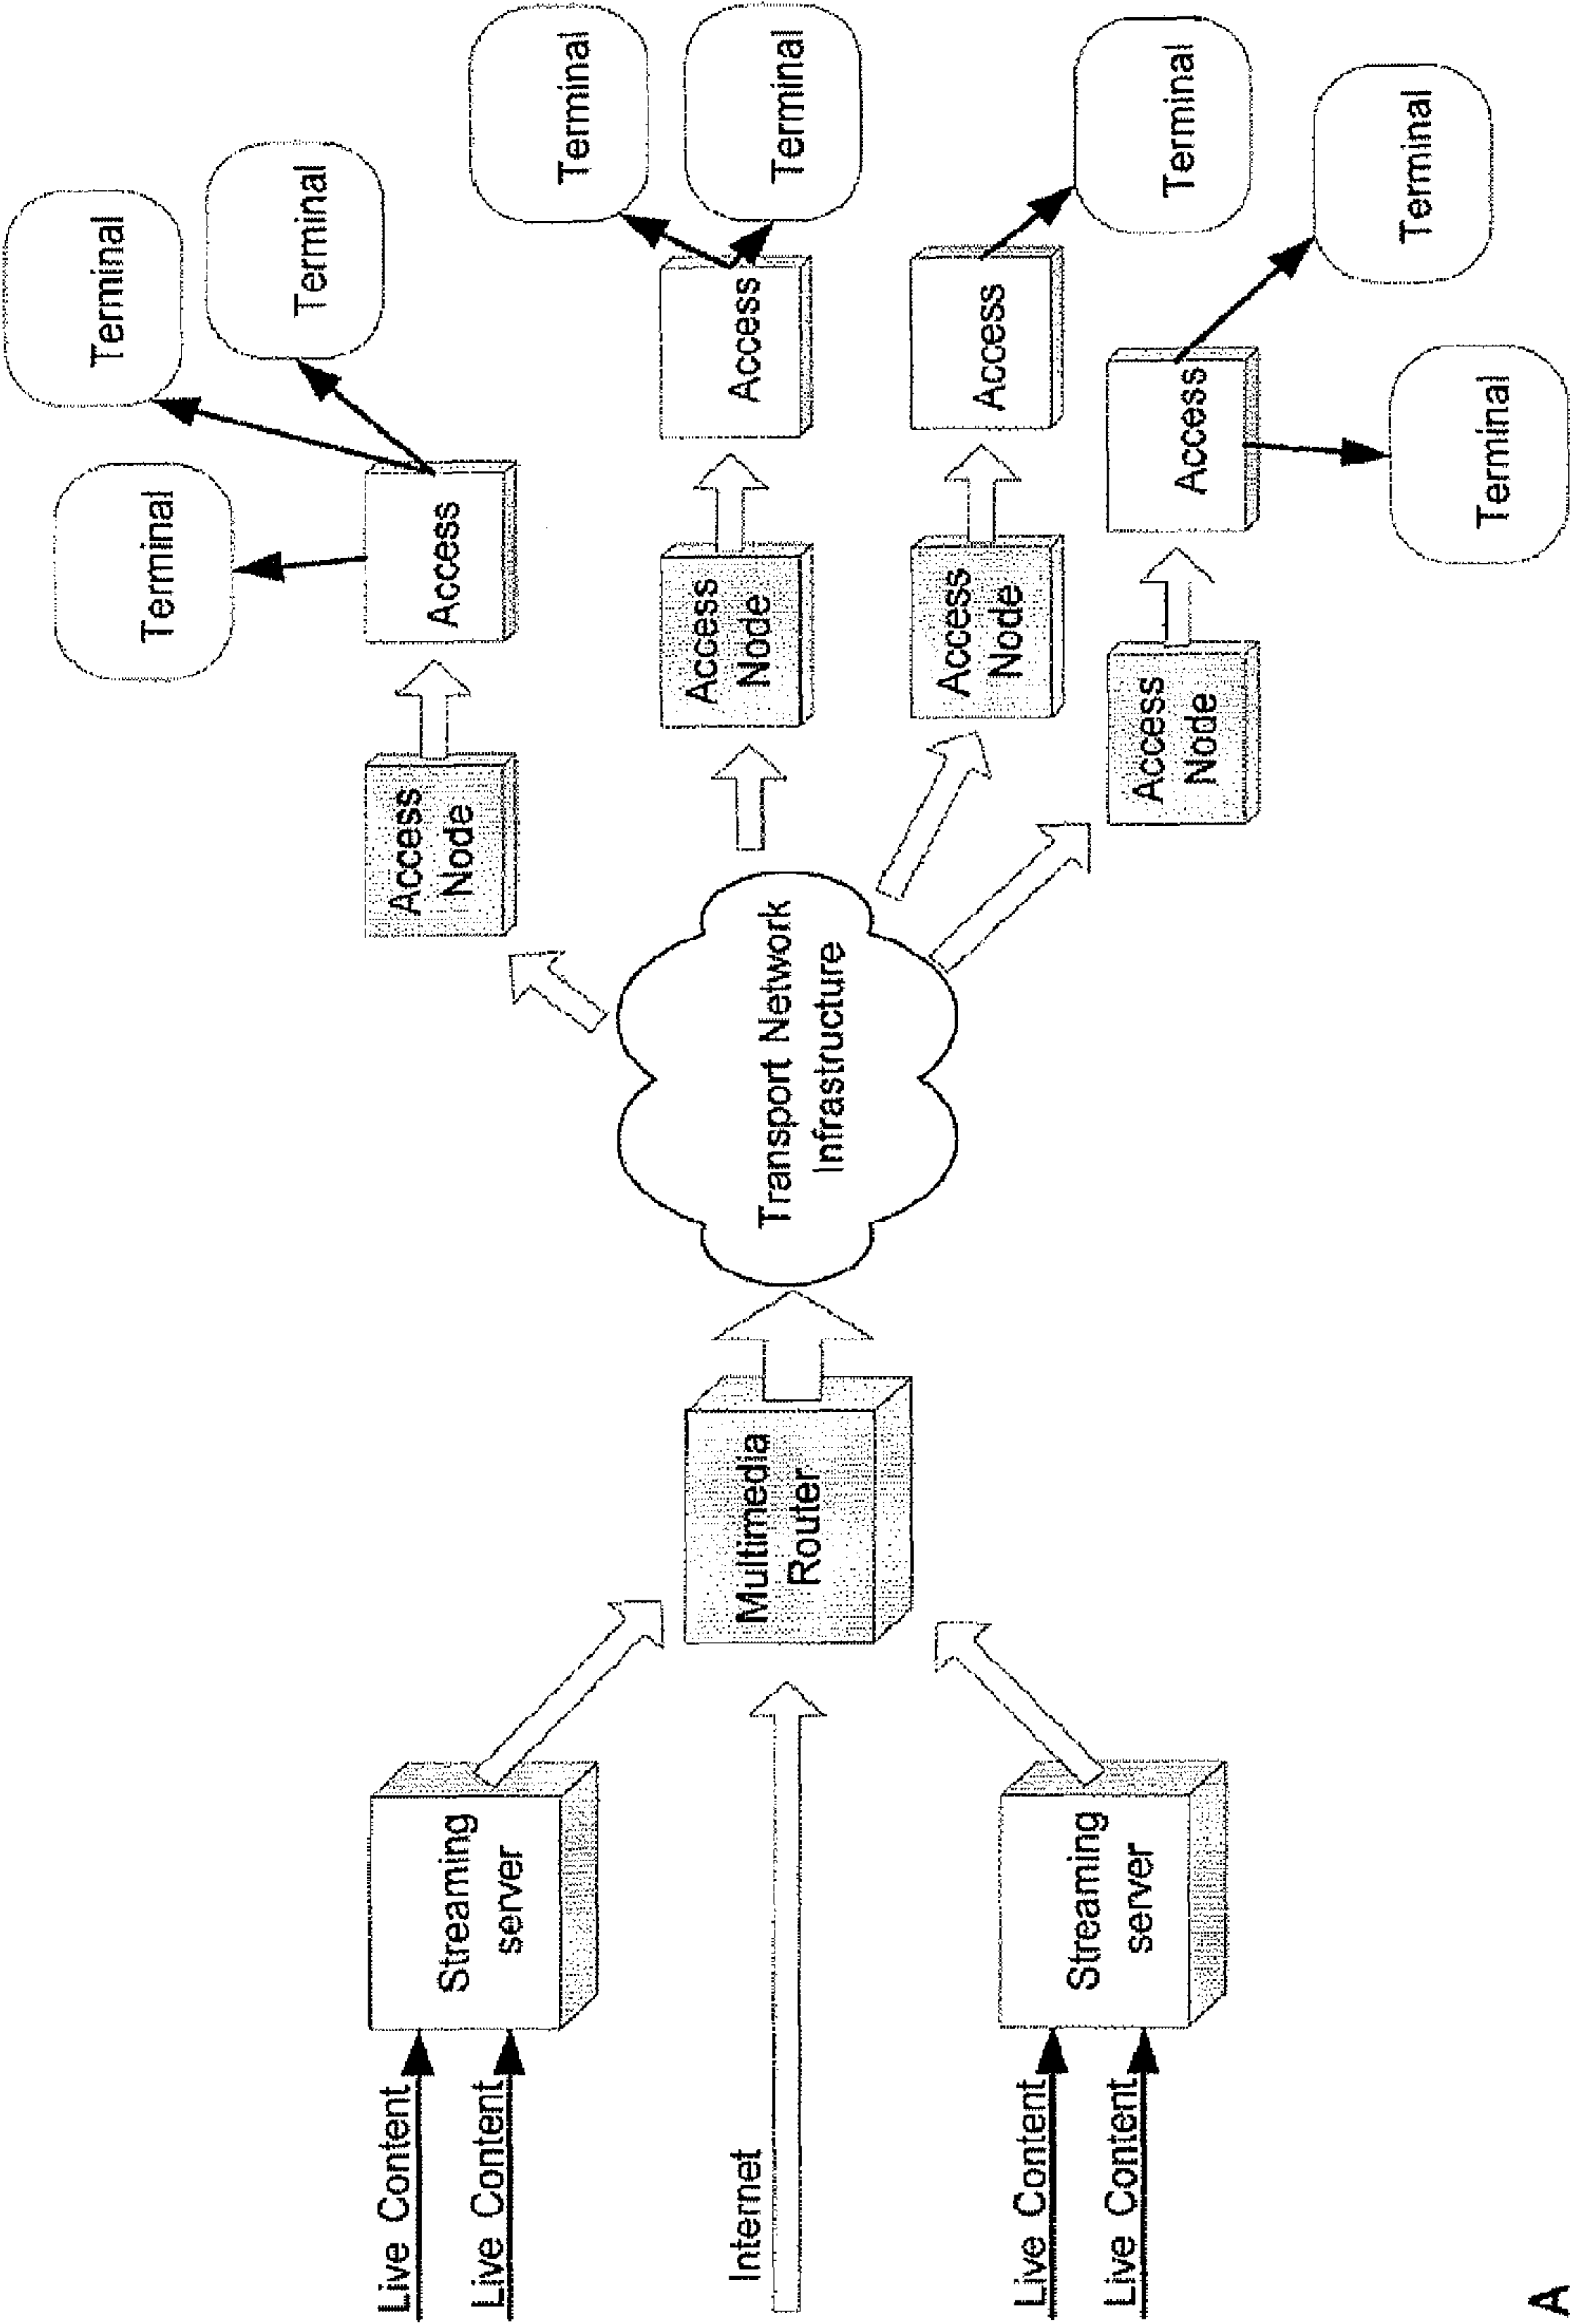 Live Content
Live Content
Streaming
server
Internet
Live Content
Live Content
Streaming
server
Multimedia
Router
Transport Network
Infrastructure
Access
Node
Access
Terminal
Terminal
Terminal
Access
Node
Access
Terminal
Terminal
Access
Node
Access
Terminal
Access
Node
Access
Terminal
Terminal
A